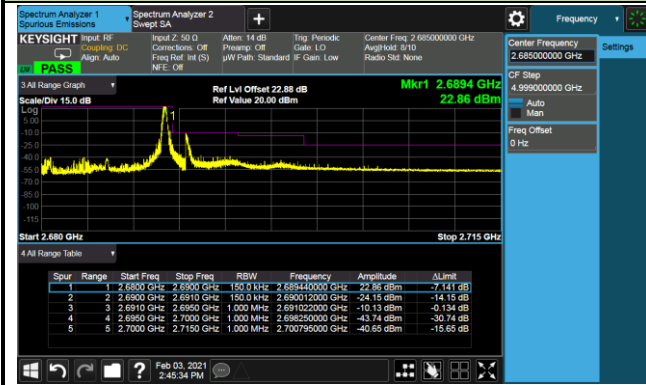 Spectrum Analyzer 1
Spurious Emissions
Spectrum Analyzer 2
Swept SA
Frequency
KEYSIGHT
Input: RF
Coupling: DC
Align: Auto
Input Z: 50 Ω
Corrections: Off
Freq Ref: Int (S)
NFE: Off
Atten: 14 dB
Preamp: Off
µW Path: Standard
Trig: Periodic
Gate: LO
IF Gain: Low
Center Freq: 2.685000000 GHz
Avg|Hold: 8/10
Radio Std: None
PASS
Center Frequency
2.685000000 GHz
Settings
CF Step
4.999000000 GHz
Auto
Man
Freq Offset
0 Hz
3 All Range Graph
Ref Lvl Offset 22.88 dB
Mkr1 2.6894 GHz
Scale/Div 15.0 dB
Ref Value 20.00 dBm
22.86 dBm
Log
1
5.00
-10.0
-25.0
-40.0
-55.0
-70.0
-85.0
-100
-115
Start 2.680 GHz
Stop 2.715 GHz
4 All Range Table
Spur Range Start Freq Stop Freq RBW Frequency Amplitude ΔLimit
1 1 2.6800 GHz 2.6900 GHz 150.0 kHz 2.689440000 GHz 22.86 dBm -7.141 dB
2 2 2.6900 GHz 2.6910 GHz 150.0 kHz 2.690012000 GHz -24.15 dBm -14.15 dB
3 3 2.6910 GHz 2.6950 GHz 1.000 MHz 2.691022000 GHz -10.13 dBm -0.134 dB
4 4 2.6950 GHz 2.7000 GHz 1.000 MHz 2.698250000 GHz -43.74 dBm -30.74 dB
5 5 2.7000 GHz 2.7150 GHz 1.000 MHz 2.700795000 GHz -40.65 dBm -15.65 dB
Feb 03, 2021
2:45:34 PM